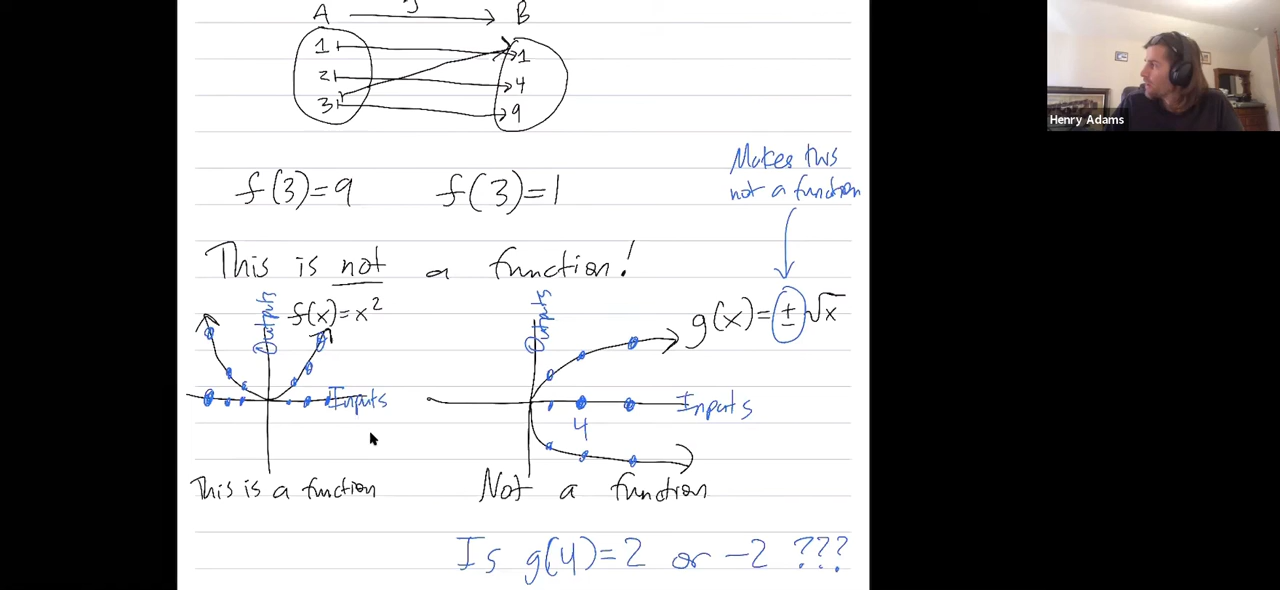 A B
1 1
2 4
3 9
Henry Adams
Makes this
not a function
f(3)=9 f(3)=1
This is not a function!
Outputs
f(x)=x²
Outputs
g(x)=±√x
Inputs
Inputs
4
This is a function
Not a function
Is g(4)=2 or -2 ???